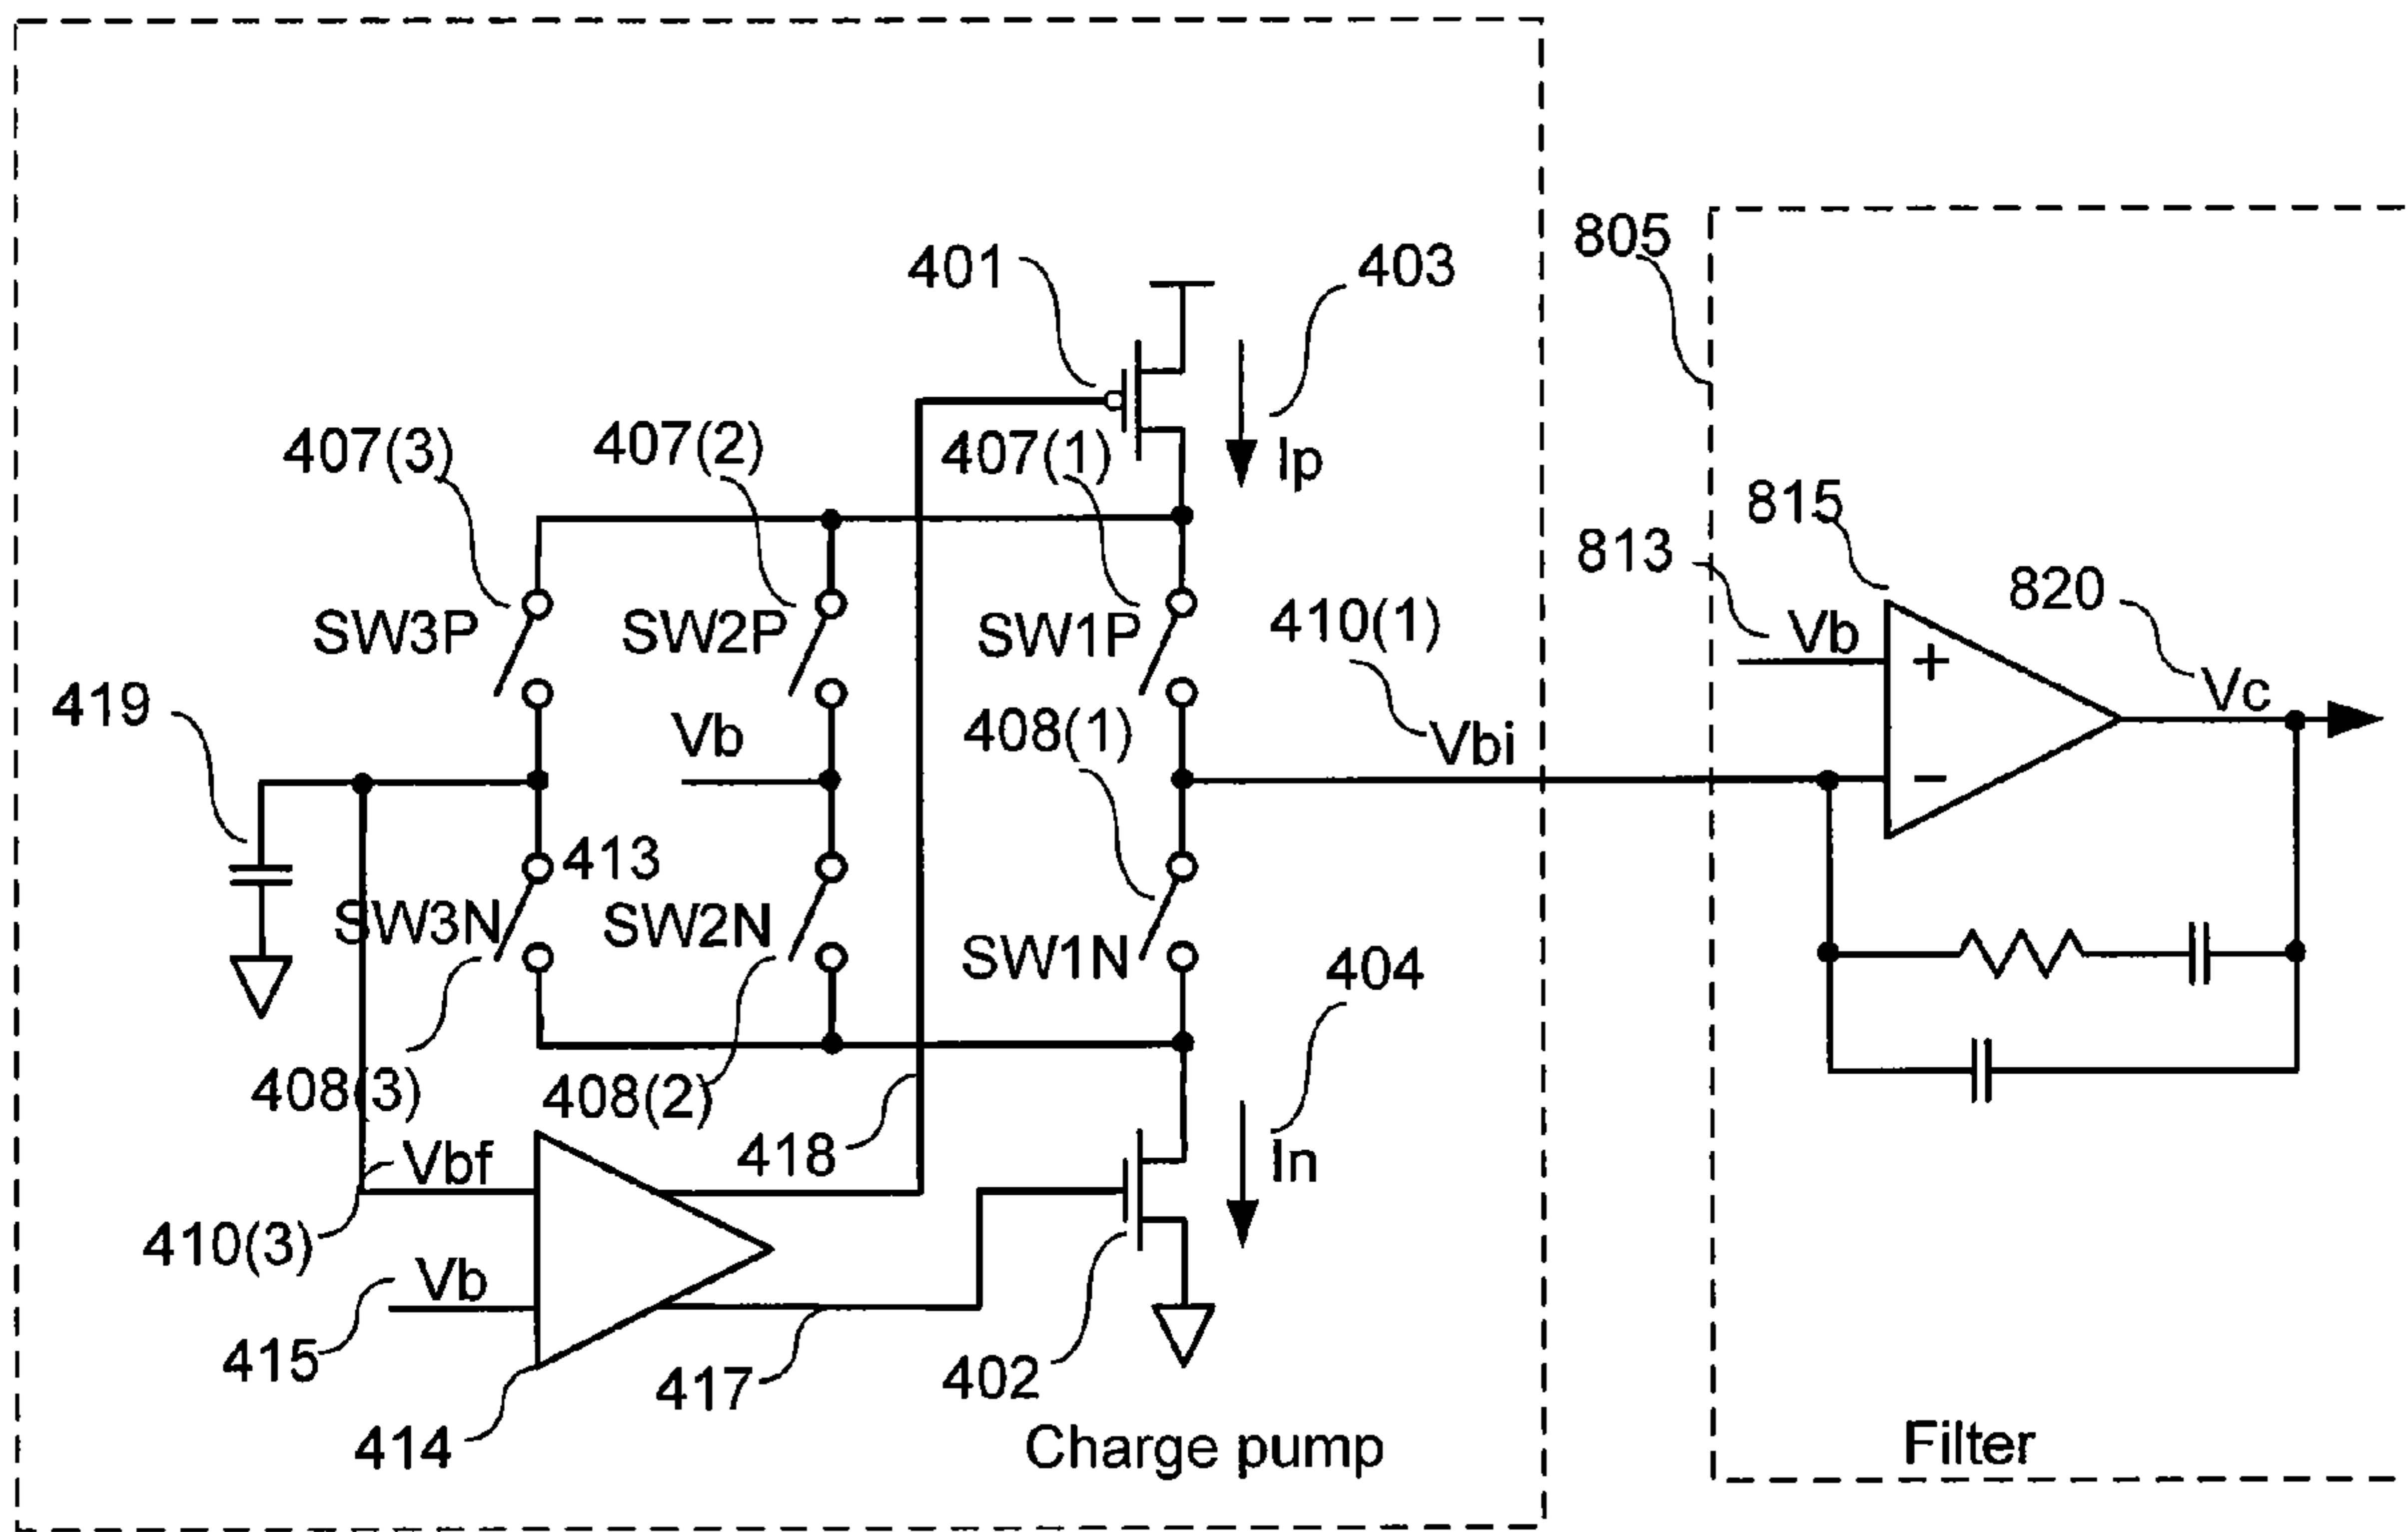 805
401
403
407(3)
407(2)
407(1)
Ip
815
813
Vb
+
820
Vc
SW3P
SW2P
SW1P
410(1)
419
Vb
408(1)
Vbi
−
413
SW3N
SW2N
SW1N
404
408(3)
408(2)
418
In
Vbf
410(3)
Vb
415
417
402
414
Charge pump
Filter